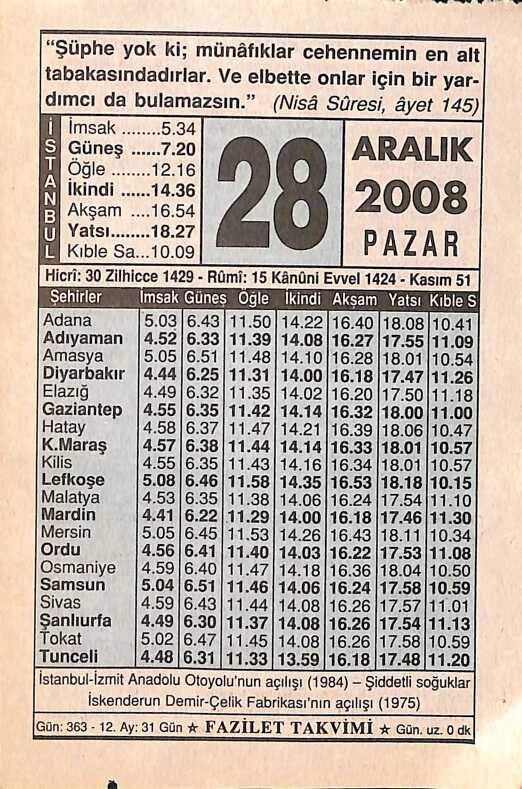 “Şüphe yok ki; münâfıklar cehennemin en alt
tabakasındadırlar. Ve elbette onlar için bir yar-
dımcı da bulamazsın.” (Nisâ Sûresi, âyet 145)
İSTANBUL
İmsak ........5.34
Güneş ......7.20
Öğle ........12.16
İkindi ......14.36
Akşam ....16.54
Yatsı........18.27
Kıble Sa...10.09
28
ARALIK
2008
PAZAR
Hicrî: 30 Zilhicce 1429 - Rûmî: 15 Kânûni Evvel 1424 - Kasım 51
Şehirler İmsak Güneş Öğle İkindi Akşam Yatsı Kıble S
Adana 5.03 6.43 11.50 14.22 16.40 18.08 10.41
Adıyaman 4.52 6.33 11.39 14.08 16.27 17.55 11.09
Amasya 5.05 6.51 11.48 14.10 16.28 18.01 10.54
Diyarbakır 4.44 6.25 11.31 14.00 16.18 17.47 11.26
Elazığ 4.49 6.32 11.35 14.02 16.20 17.50 11.18
Gaziantep 4.55 6.35 11.42 14.14 16.32 18.00 11.00
Hatay 4.58 6.37 11.47 14.21 16.39 18.06 10.47
K.Maraş 4.57 6.38 11.44 14.14 16.33 18.01 10.57
Kilis 4.55 6.35 11.43 14.16 16.34 18.01 10.57
Lefkoşe 5.08 6.46 11.58 14.35 16.53 18.18 10.15
Malatya 4.53 6.35 11.38 14.06 16.24 17.54 11.10
Mardin 4.41 6.22 11.29 14.00 16.18 17.46 11.30
Mersin 5.05 6.45 11.53 14.26 16.43 18.11 10.34
Ordu 4.56 6.41 11.40 14.03 16.22 17.53 11.08
Osmaniye 4.59 6.40 11.47 14.18 16.36 18.04 10.50
Samsun 5.04 6.51 11.46 14.06 16.24 17.58 10.59
Sivas 4.59 6.43 11.44 14.08 16.26 17.57 11.01
Şanlıurfa 4.49 6.30 11.37 14.08 16.26 17.54 11.13
Tokat 5.02 6.47 11.45 14.08 16.26 17.58 10.59
Tunceli 4.48 6.31 11.33 13.59 16.18 17.48 11.20
İstanbul-İzmit Anadolu Otoyolu'nun açılışı (1984) – Şiddetli soğuklar
İskenderun Demir-Çelik Fabrikası'nın açılışı (1975)
Gün: 363 - 12. Ay: 31 Gün ★ FAZİLET TAKVİMİ ★ Gün. uz. 0 dk